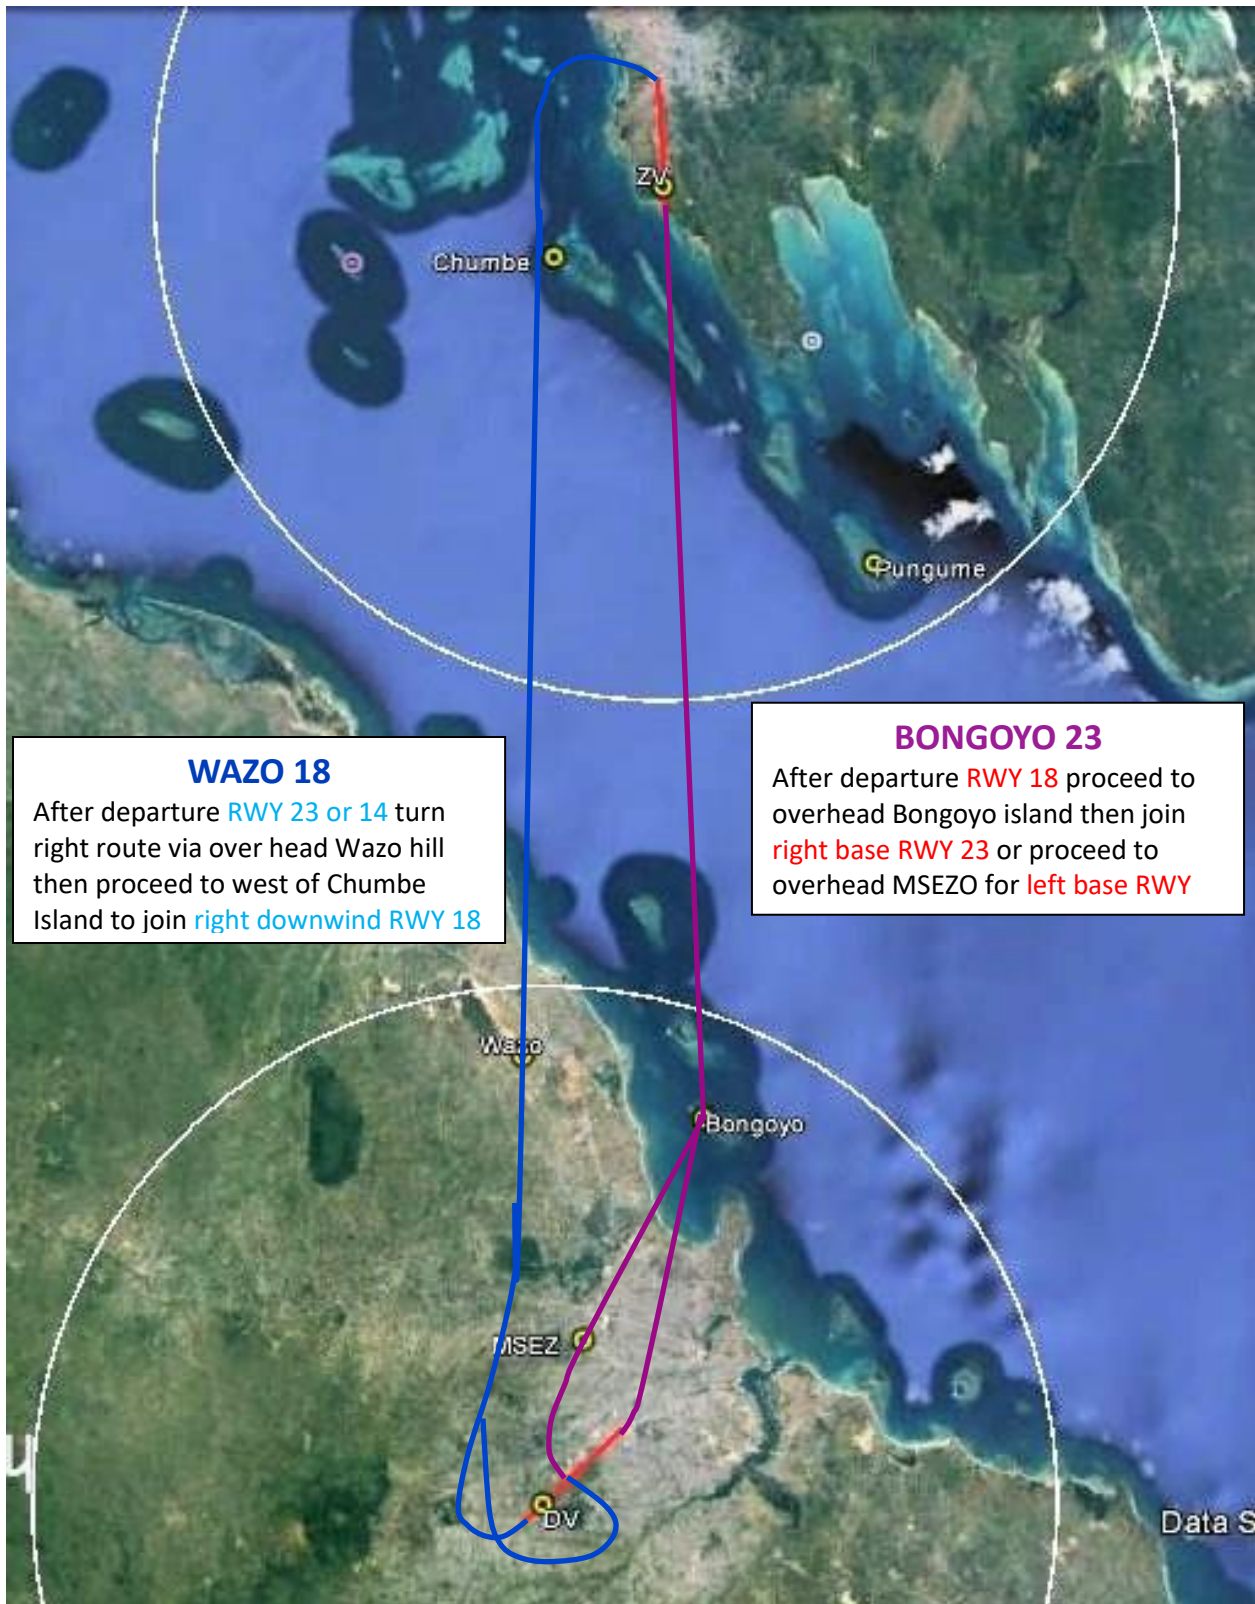 ZV
Chumbe
Pungume
WAZO 18
After departure RWY 23 or 14 turn
right route via over head Wazo hill
then proceed to west of Chumbe
Island to join right downwind RWY 18
BONGOYO 23
After departure RWY 18 proceed to
overhead Bongoyo island then join
right base RWY 23 or proceed to
overhead MSEZO for left base RWY
Wazo
Bongoyo
MSEZ
DV
Data S